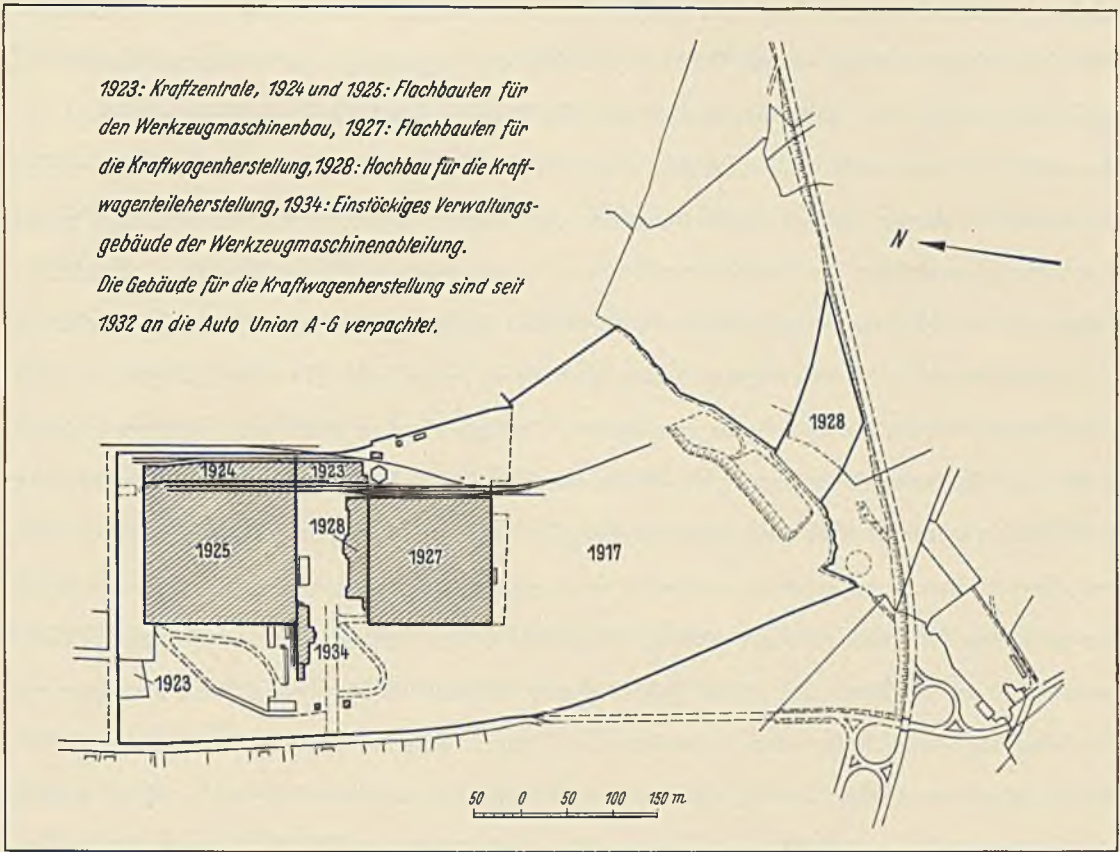 1923: Kraftzentrale, 1924 und 1925: Flachbauten für
den Werkzeugmaschinenbau, 1927: Flachbauten für
die Kraftwagenherstellung, 1928: Hochbau für die Kraft-
wagenteileherstellung, 1934: Einstöckiges Verwaltungs-
gebäude der Werkzeugmaschinenabteilung.
Die Gebäude für die Kraftwagenherstellung sind seit
1932 an die Auto Union A-G verpachtet.
N
1928
1924
1923
1928
1925
1927
1917
1934
1923
50 0 50 100 150 m